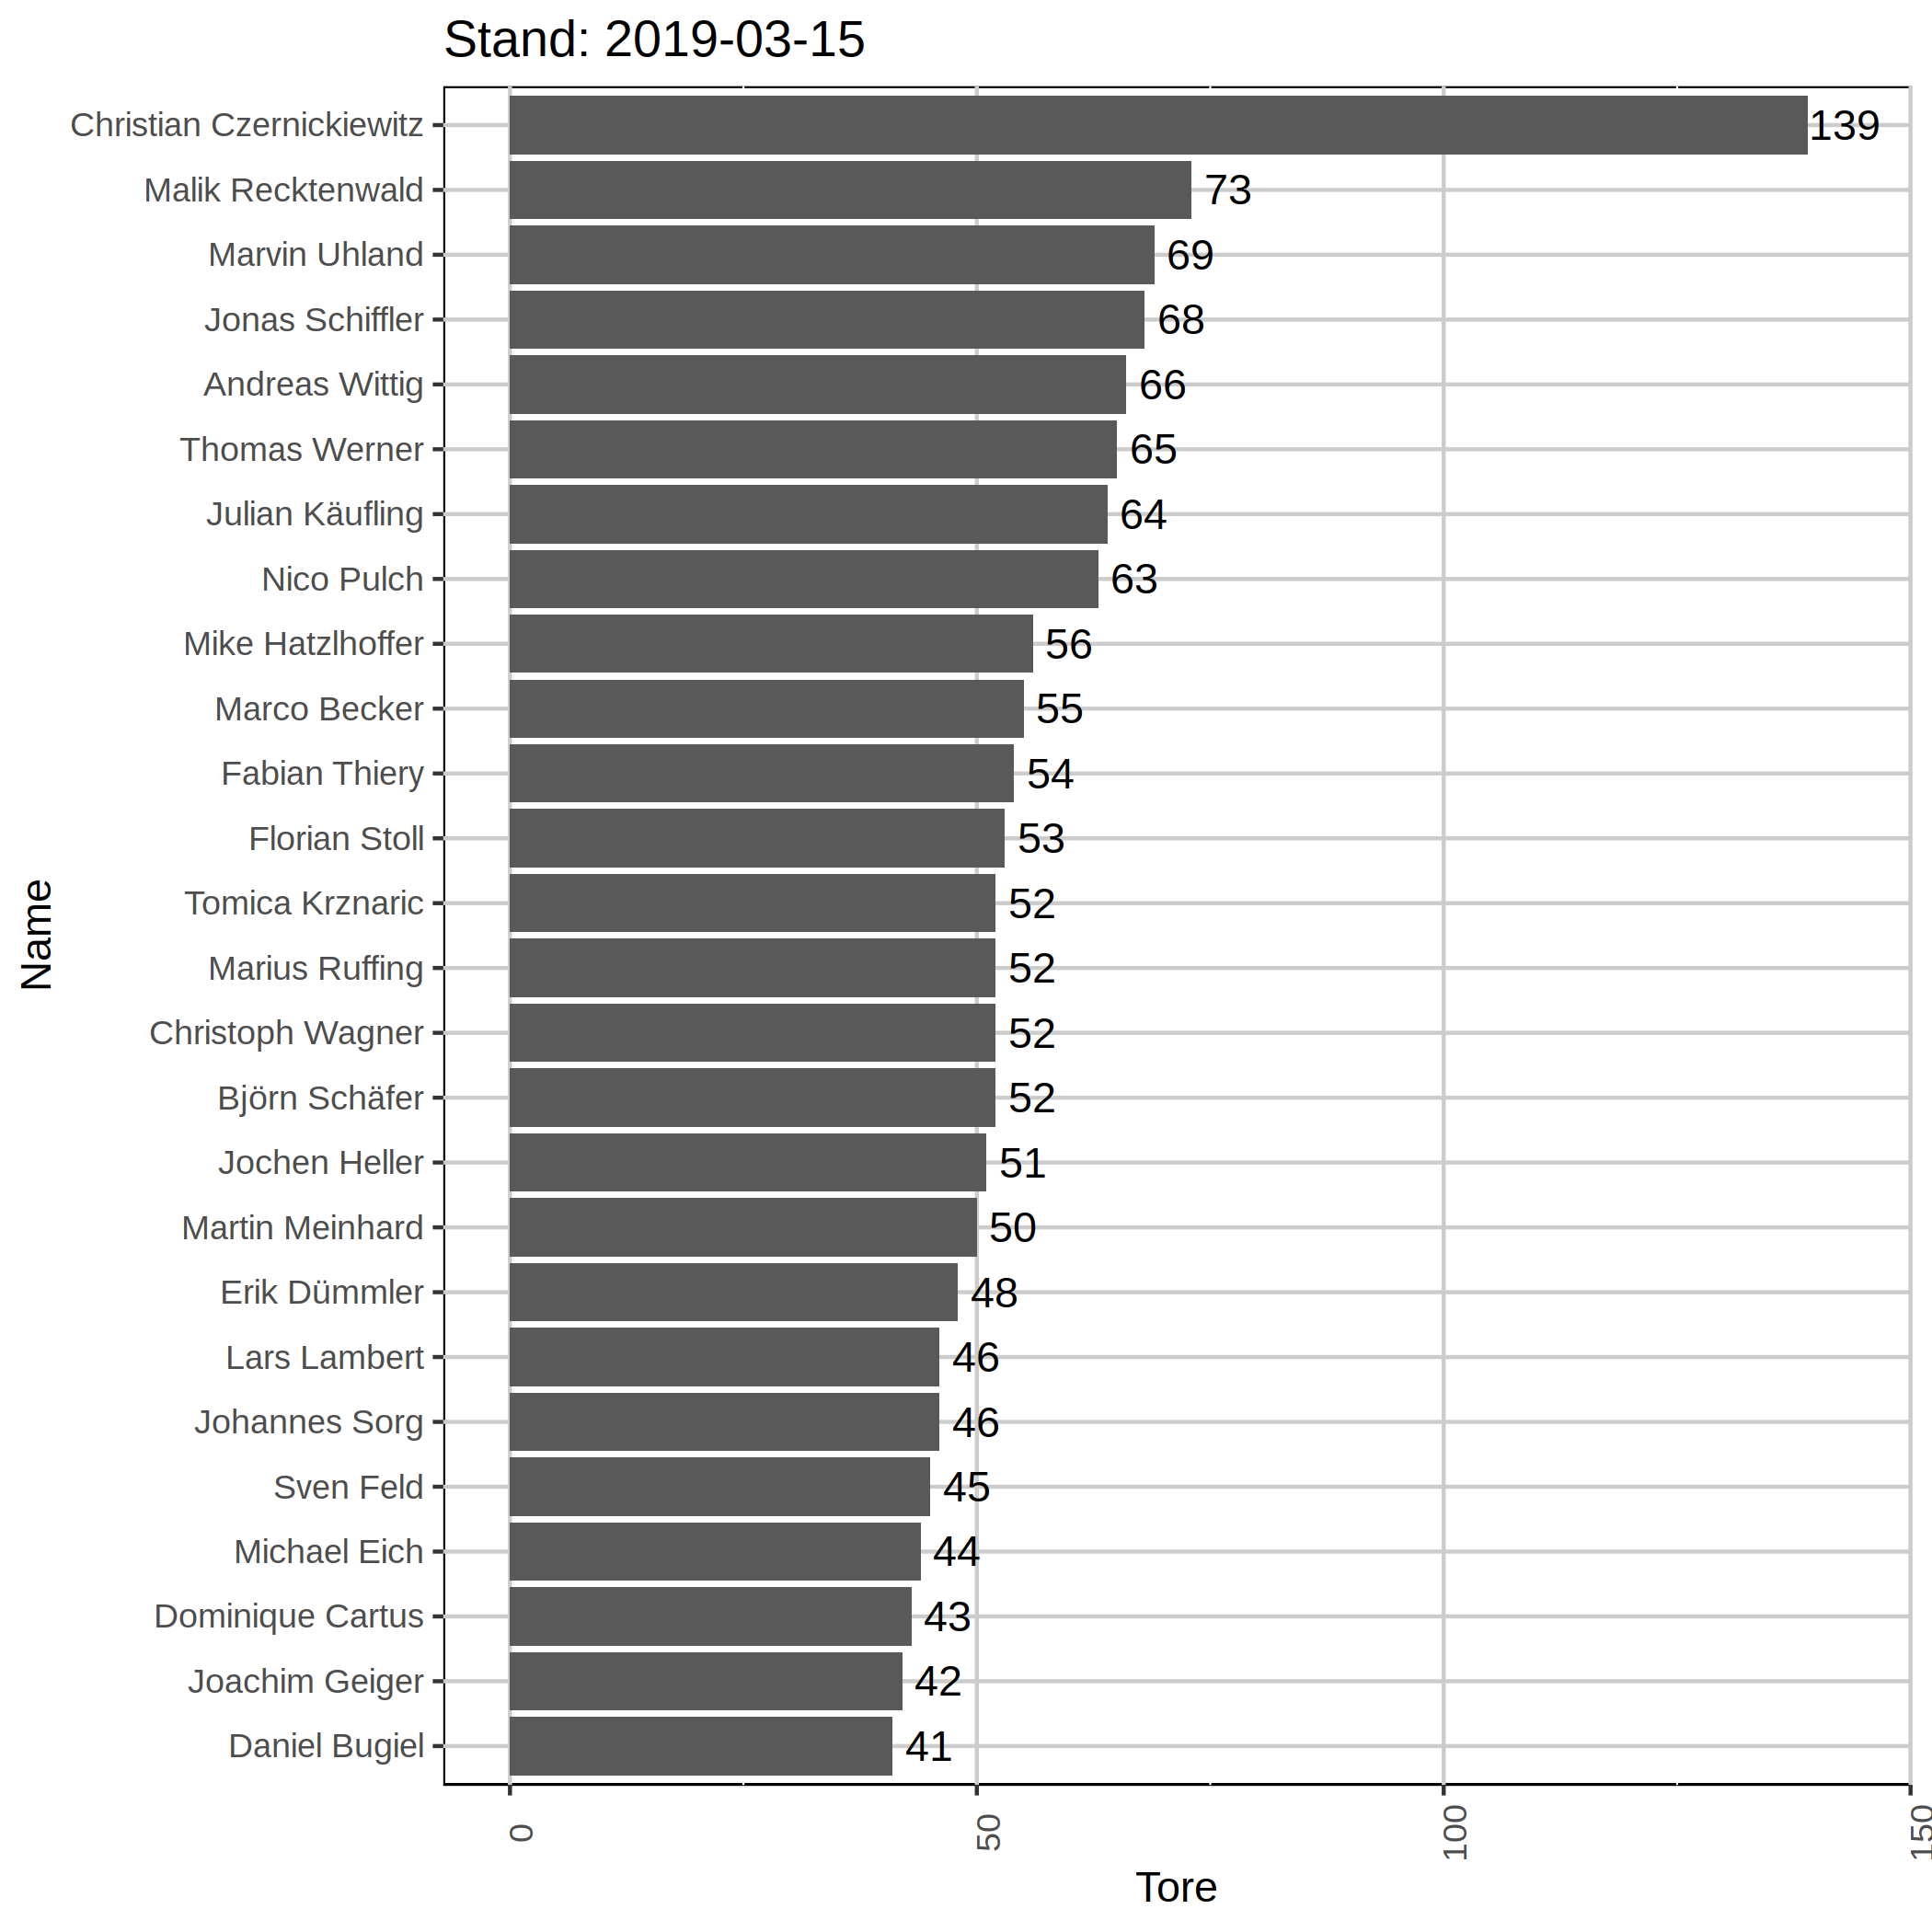 Stand: 2019-03-15
Christian Czernickiewitz 139
Malik Recktenwald 73
Marvin Uhland 69
Jonas Schiffler 68
Andreas Wittig 66
Thomas Werner 65
Julian Käufling 64
Nico Pulch 63
Mike Hatzlhoffer 56
Marco Becker 55
Fabian Thiery 54
Florian Stoll 53
Tomica Krznaric 52
Marius Ruffing 52
Christoph Wagner 52
Björn Schäfer 52
Jochen Heller 51
Martin Meinhard 50
Erik Dümmler 48
Lars Lambert 46
Johannes Sorg 46
Sven Feld 45
Michael Eich 44
Dominique Cartus 43
Joachim Geiger 42
Daniel Bugiel 41
Name
0 50 100 150
Tore